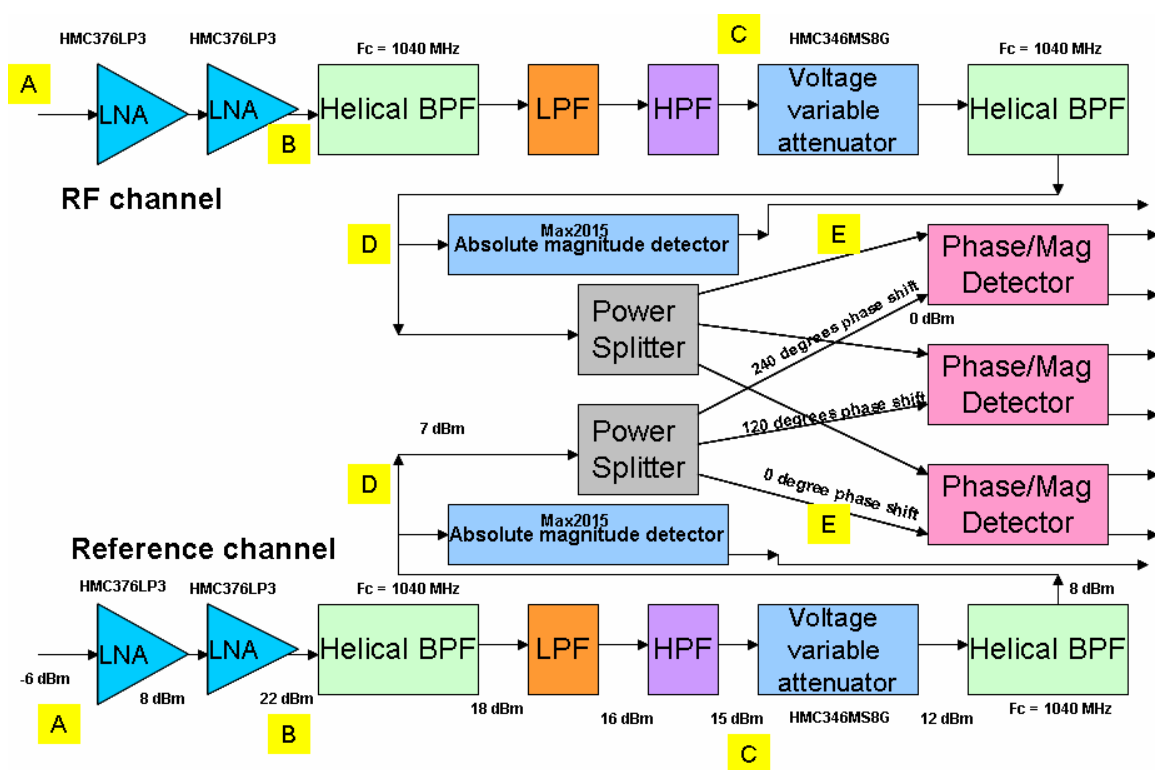 HMC376LP3
HMC376LP3
Fc = 1040 MHz
C
HMC346MS8G
Fc = 1040 MHz
A
LNA
LNA
B
Helical BPF
LPF
HPF
Voltage
variable
attenuator
Helical BPF
RF channel
D
Max2015
Absolute magnitude detector
E
Phase/Mag
Detector
Power
Splitter
240 degrees phase shift
0 dBm
Phase/Mag
Detector
7 dBm
Power
Splitter
120 degrees phase shift
D
0 degree phase shift
Phase/Mag
Detector
Max2015
Absolute magnitude detector
E
Reference channel
HMC376LP3
HMC376LP3
Fc = 1040 MHz
8 dBm
LNA
LNA
Helical BPF
LPF
HPF
Voltage
variable
attenuator
Helical BPF
-6 dBm
8 dBm
22 dBm
18 dBm
16 dBm
15 dBm
HMC346MS8G
12 dBm
Fc = 1040 MHz
A
B
C